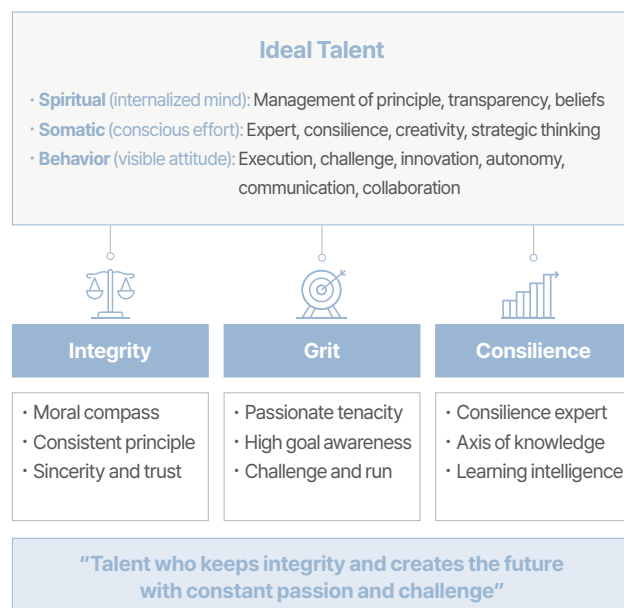 Ideal Talent
· Spiritual (internalized mind): Management of principle, transparency, beliefs
· Somatic (conscious effort): Expert, consilience, creativity, strategic thinking
· Behavior (visible attitude): Execution, challenge, innovation, autonomy,
communication, collaboration
Integrity
· Moral compass
· Consistent principle
· Sincerity and trust
Grit
· Passionate tenacity
· High goal awareness
· Challenge and run
Consilience
· Consilience expert
· Axis of knowledge
· Learning intelligence
“Talent who keeps integrity and creates the future
with constant passion and challenge”